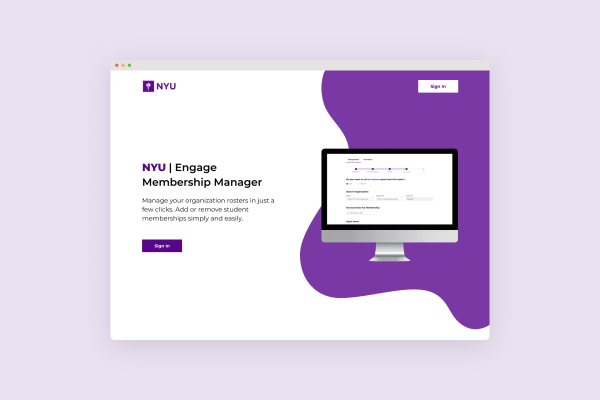 NYU
Sign in
NYU | Engage
Membership Manager
Manage your organization rosters in just a
few clicks. Add or remove student
memberships simply and easily.
Sign in